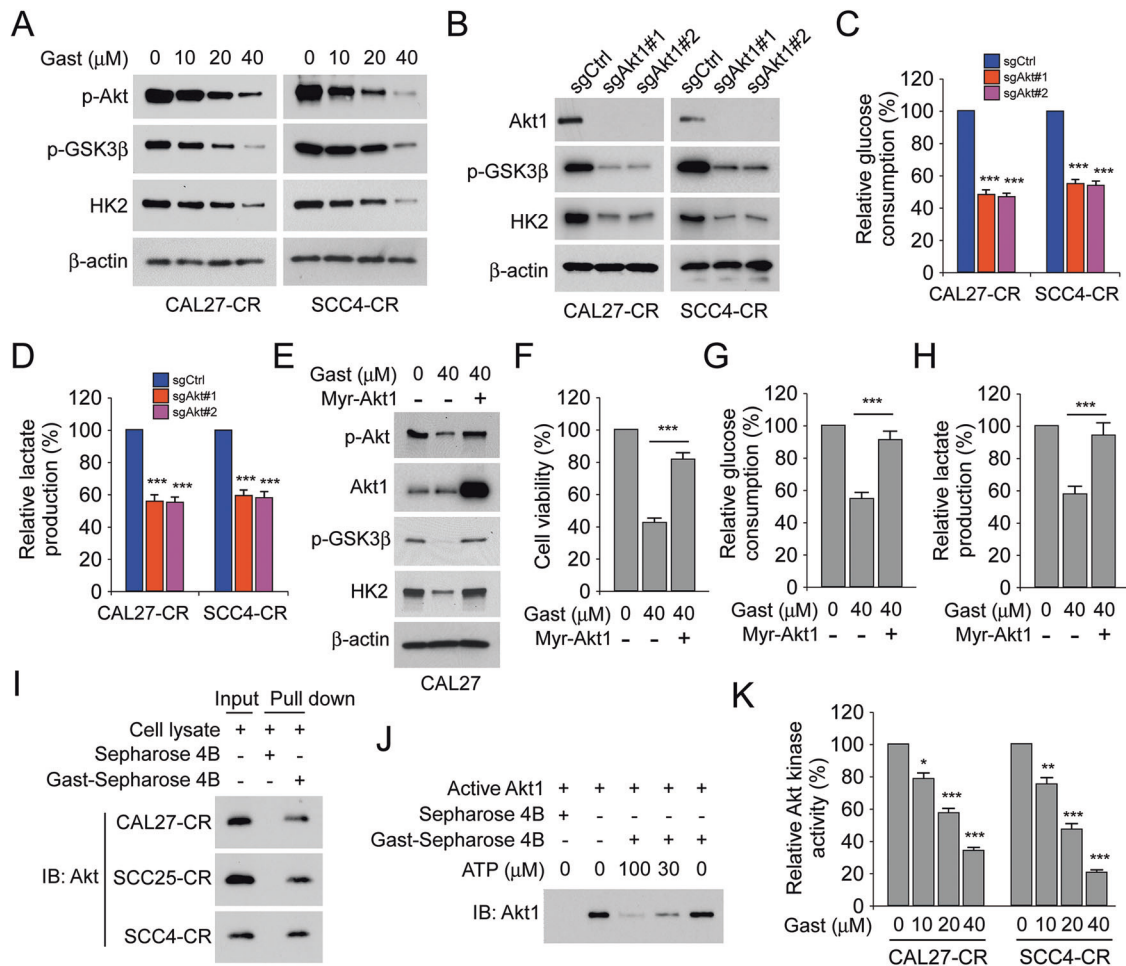 A
Gast (μM) 0 10 20 40 0 10 20 40
p-Akt
p-GSK3β
HK2
β-actin
CAL27-CR SCC4-CR
B
sgCtrl sgAkt1#1 sgAkt1#2 sgCtrl sgAkt1#1 sgAkt1#2
Akt1
p-GSK3β
HK2
β-actin
CAL27-CR SCC4-CR
C
sgCtrl
sgAkt#1
sgAkt#2
Relative glucose
consumption (%)
120
100
80
60
40
20
0
*** *** *** ***
CAL27-CR SCC4-CR
D
sgCtrl
sgAkt#1
sgAkt#2
Relative lactate
production (%)
120
100
80
60
40
20
0
*** *** *** ***
CAL27-CR SCC4-CR
E
Gast (μM) 0 40 40
Myr-Akt1 - - +
p-Akt
Akt1
p-GSK3β
HK2
β-actin
CAL27
F
Cell viability (%)
120
100
80
60
40
20
0
***
Gast (μM) 0 40 40
Myr-Akt1 - - +
G
Relative glucose
consumption (%)
120
100
80
60
40
20
0
***
Gast (μM) 0 40 40
Myr-Akt1 - - +
H
Relative lactate
production (%)
120
100
80
60
40
20
0
***
Gast (μM) 0 40 40
Myr-Akt1 - - +
I
Input Pull down
Cell lysate + + +
Sepharose 4B - + -
Gast-Sepharose 4B - - +
IB: Akt
CAL27-CR
SCC25-CR
SCC4-CR
J
Active Akt1 + + + + +
Sepharose 4B + - - - -
Gast-Sepharose 4B - - + + +
ATP (μM) 0 0 100 30 0
IB: Akt1
K
Relative Akt kinase
activity (%)
120
100
80
60
40
20
0
* *** *** ** *** ***
Gast (μM) 0 10 20 40 0 10 20 40
CAL27-CR SCC4-CR